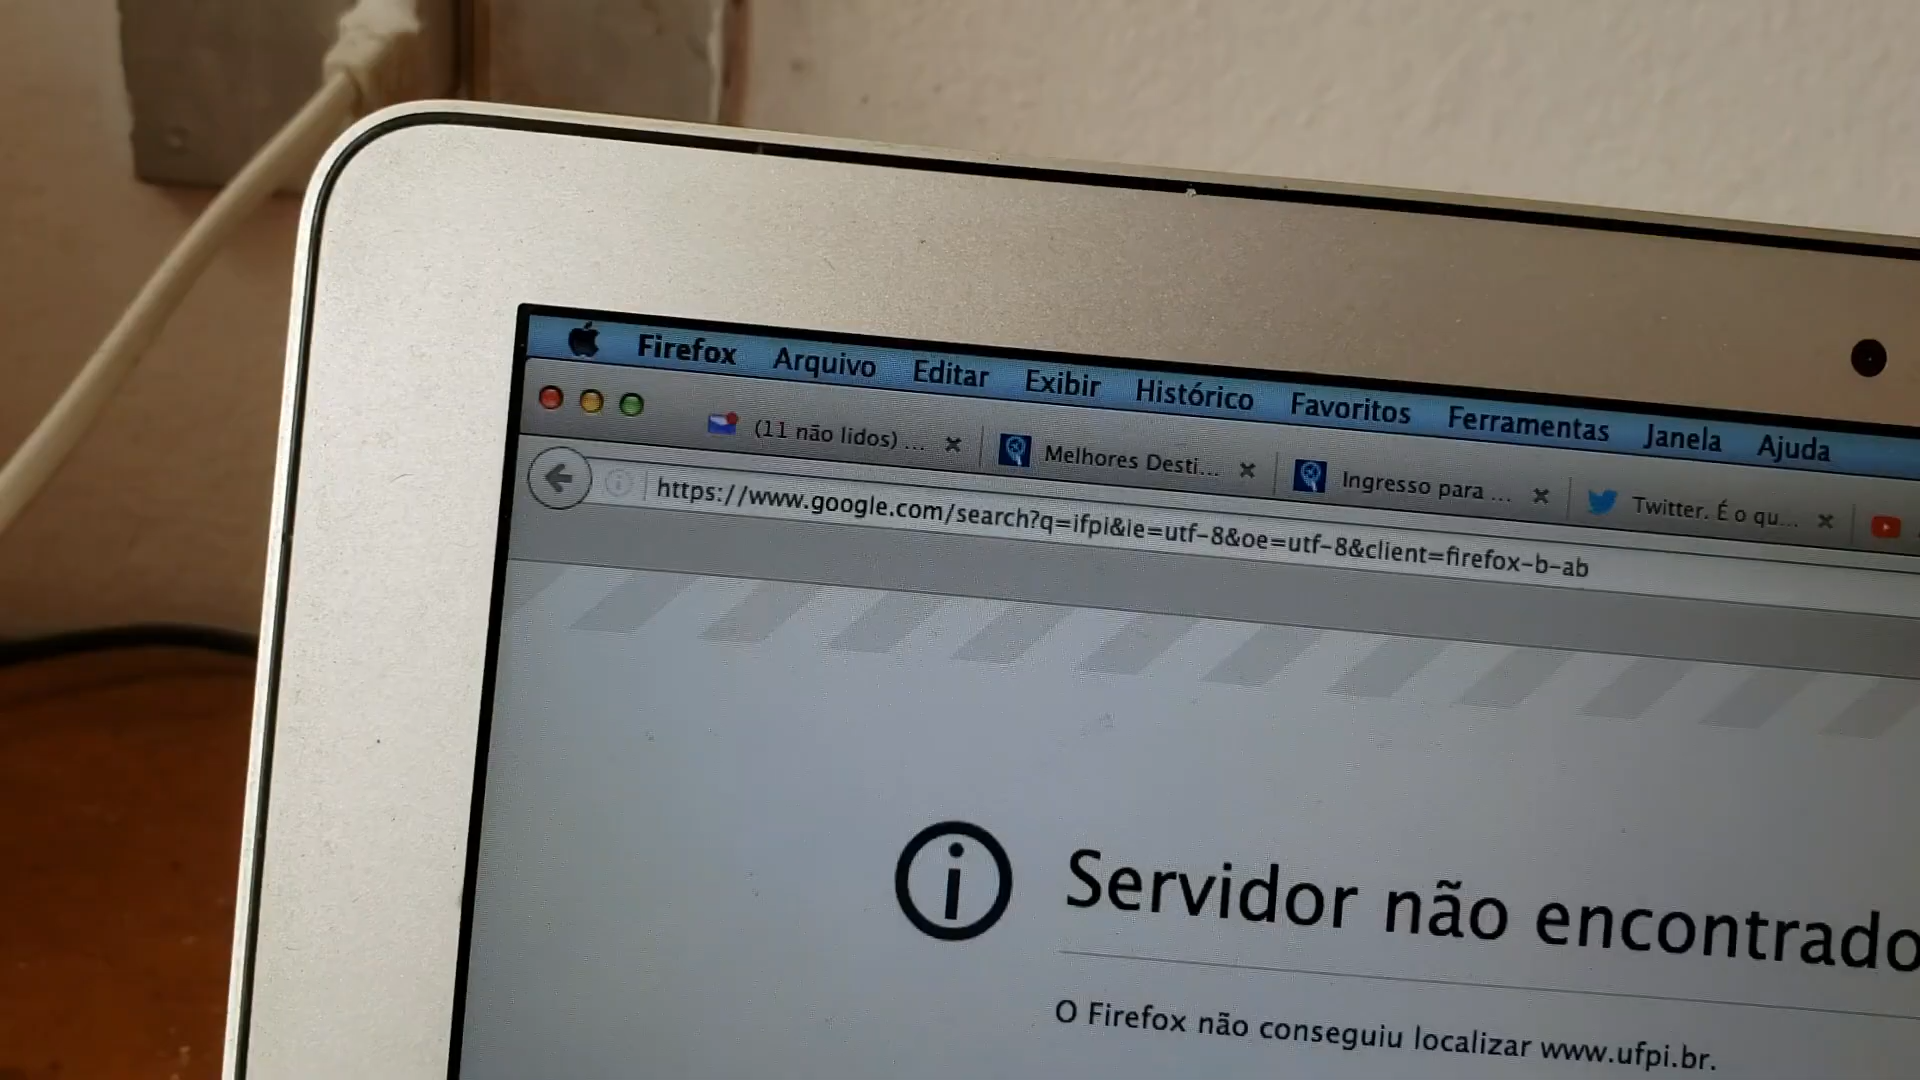 Firefox Arquivo Editar Exibir Histórico Favoritos Ferramentas Janela Ajuda
(11 não lidos) ... Melhores Desti... Ingresso para ... Twitter. É o qu...
https://www.google.com/search?q=ifpi&ie=utf-8&oe=utf-8&client=firefox-b-ab
Servidor não encontrado
O Firefox não conseguiu localizar www.ufpi.br.